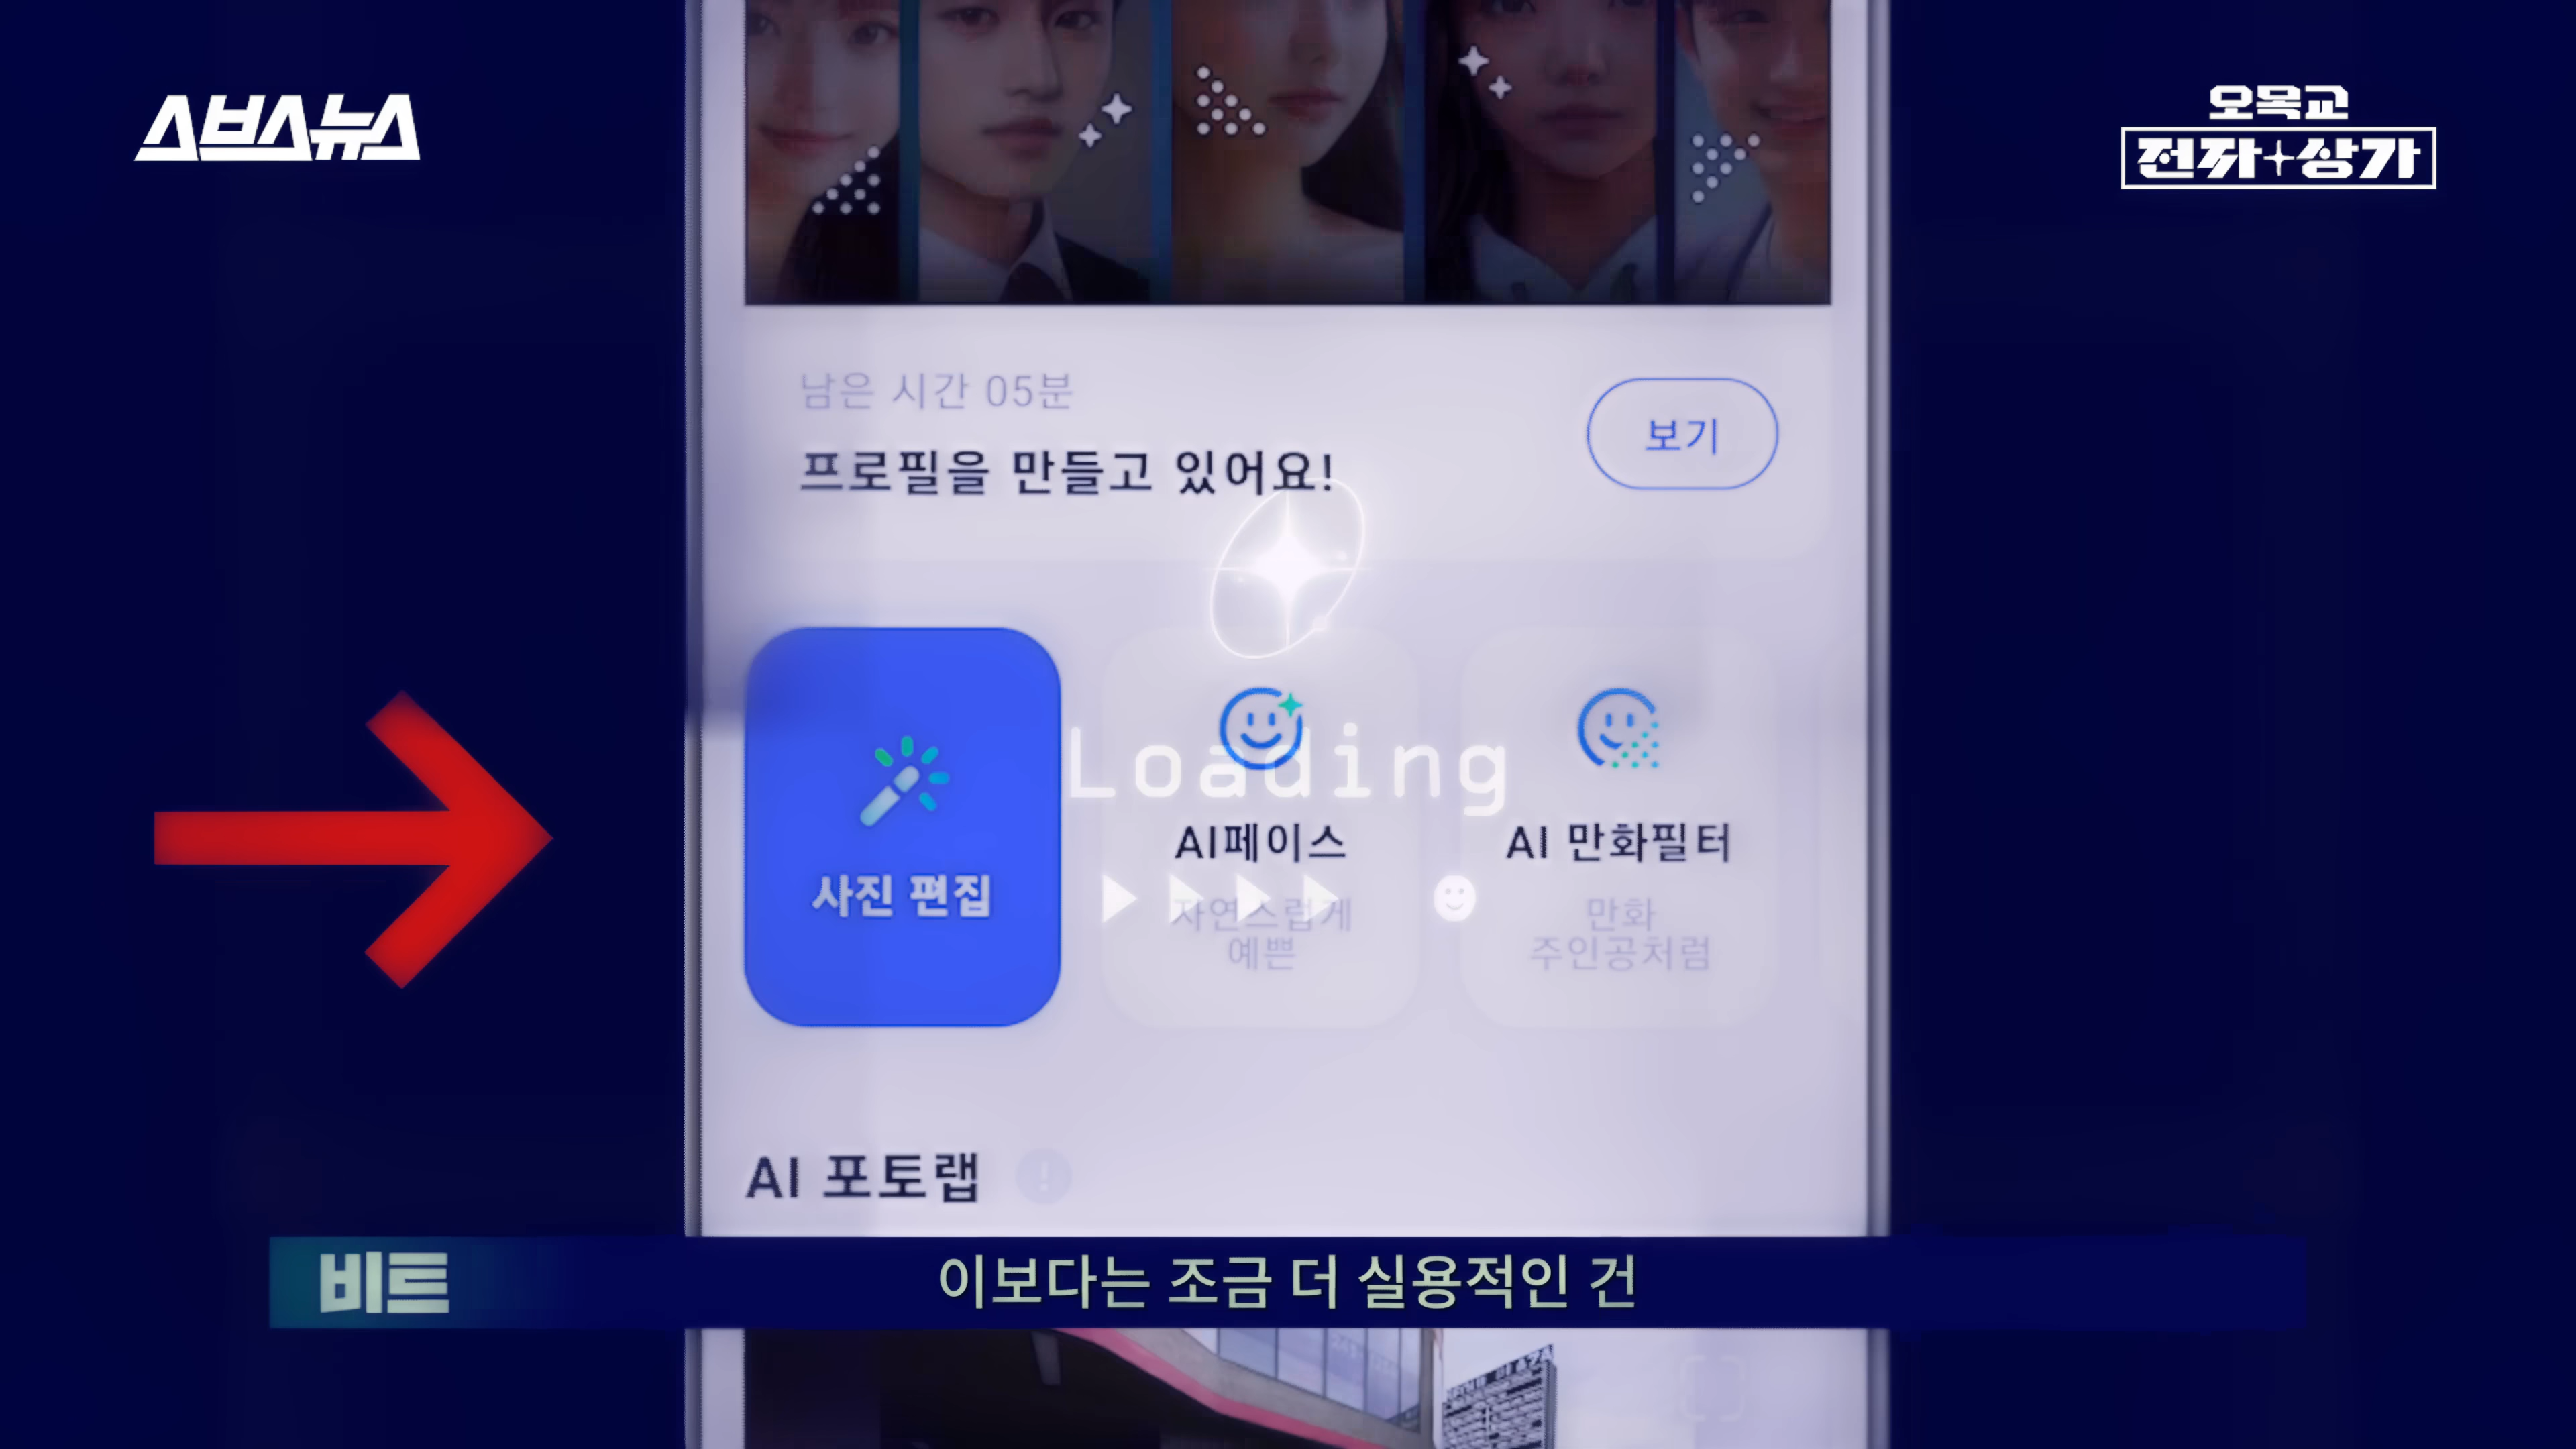 스브스뉴스
오목교
전자상가
남은 시간 05분
프로필을 만들고 있어요!
보기
Loading
사진 편집
AI페이스
자연스럽게
예쁜
AI 만화필터
만화
주인공처럼
AI 포토랩
비트
이보다는 조금 더 실용적인 건